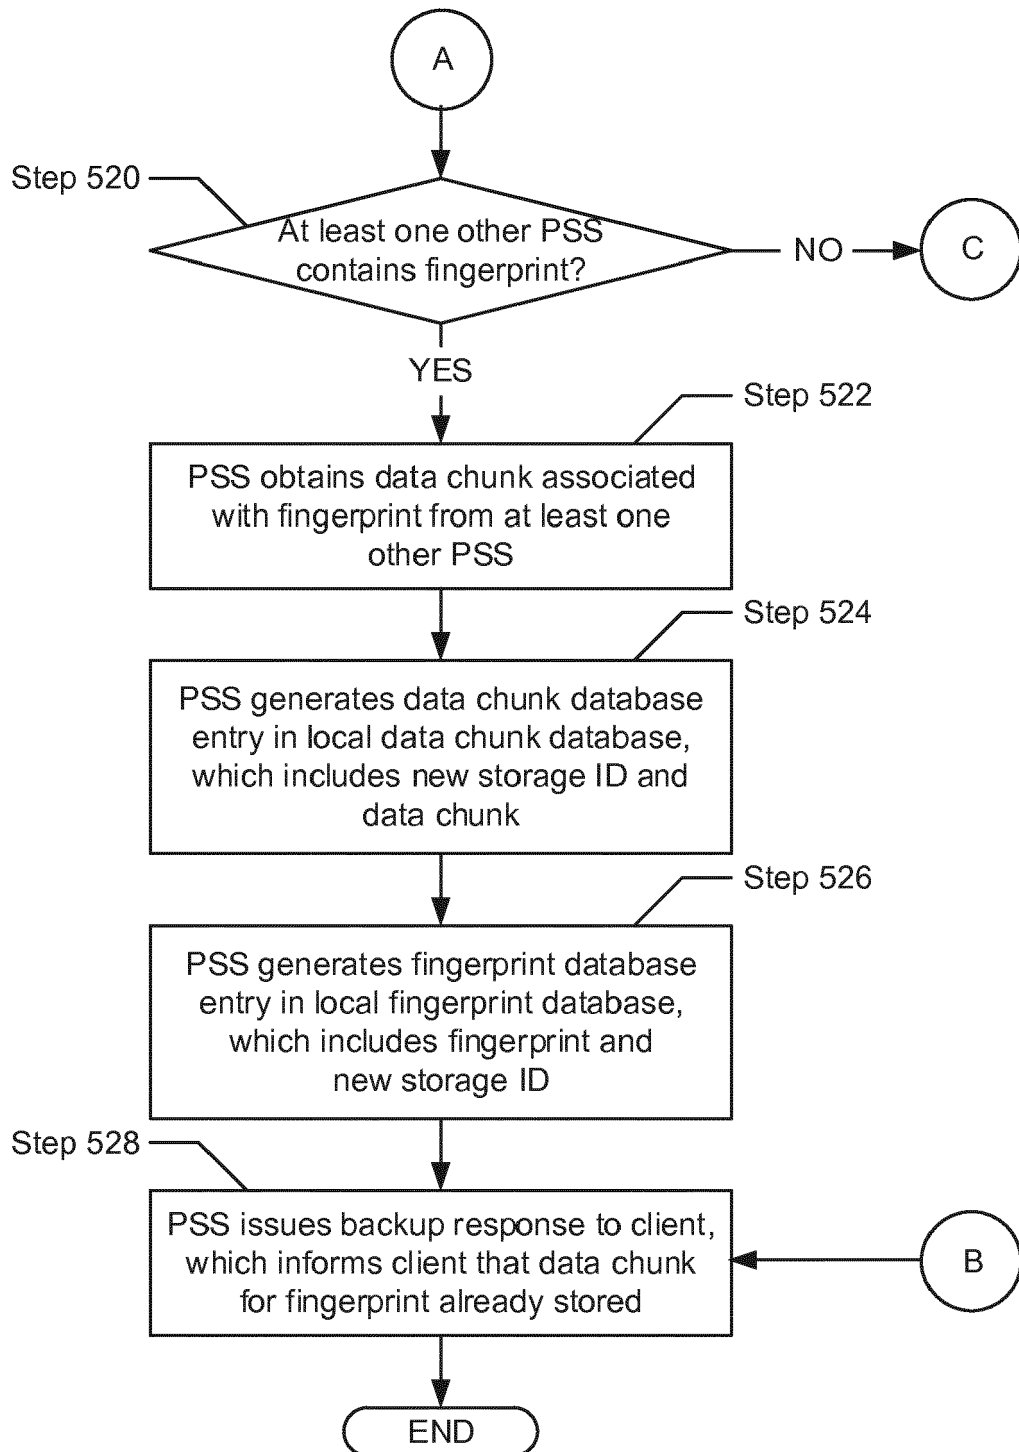 A
Step 520
At least one other PSS
contains fingerprint?
NO
C
YES
Step 522
PSS obtains data chunk associated
with fingerprint from at least one
other PSS
Step 524
PSS generates data chunk database
entry in local data chunk database,
which includes new storage ID and
data chunk
Step 526
PSS generates fingerprint database
entry in local fingerprint database,
which includes fingerprint and
new storage ID
Step 528
PSS issues backup response to client,
which informs client that data chunk
for fingerprint already stored
B
END